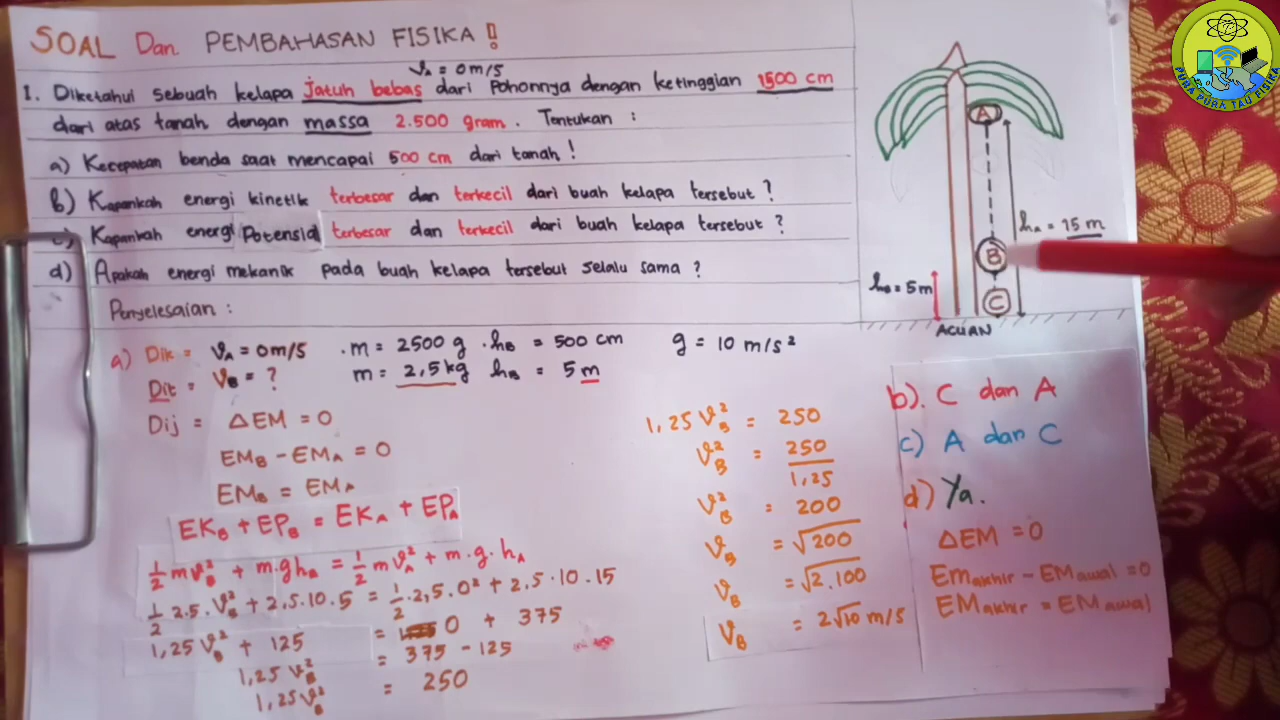 SOAL Dan PEMBAHASAN FISIKA !
vA = 0 m/s
1. Diketahui sebuah kelapa jatuh bebas dari Pohonnya dengan ketinggian 1500 cm
dari atas tanah dengan massa 2.500 gram. Tentukan :
a) Kecepatan benda saat mencapai 500 cm dari tanah !
b) Kapankah energi kinetik terbesar dan terkecil dari buah kelapa tersebut ?
c) Kapankah energi Potensial terbesar dan terkecil dari buah kelapa tersebut ?
d) Apakah energi mekanik pada buah kelapa tersebut selalu sama ?
Penyelesaian :
a) Dik = vA = 0 m/s . m = 2500 g . hB = 500 cm g = 10 m/s²
m = 2,5 kg hB = 5 m
Dit = vB = ?
Dij = ΔEM = 0
EMB - EMA = 0
EMB = EMA
EKB + EPB = EKA + EPA
½ m vB² + m.g hB = ½ m vA² + m.g.hA
½ 2.5.vB² + 2,5.10.5 = ½.2,5.0² + 2,5.10.15
1,25 vB² + 125 = 0 + 375
1,25 vB² = 375 - 125
1,25 vB² = 250
1,25 vB² = 250
vB² = 250/1,25
vB² = 200
vB = √200
vB = √2.100
vB = 2√10 m/s
A
hA = 15 m
B
hB = 5 m
C
ACUAN
b). C dan A
c) A dan C
d) Ya.
ΔEM = 0
Emakhir - EMawal = 0
EMakhir = EMawal
PURA PURA TAU FISIKA